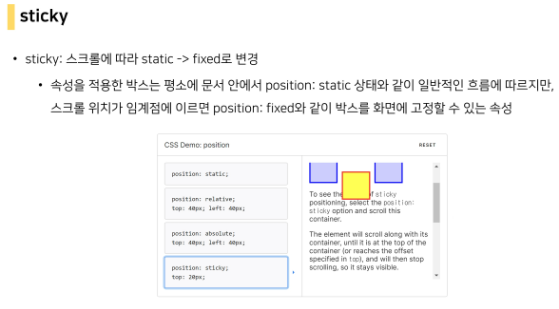 sticky
• sticky: 스크롤에 따라 static -> fixed로 변경
• 속성을 적용한 박스는 평소에 문서 안에서 position: static 상태와 같이 일반적인 흐름에 따르지만,
스크롤 위치가 임계점에 이르면 position: fixed와 같이 박스를 화면에 고정할 수 있는 속성
CSS Demo: position
RESET
position: static;
position: relative;
top: 40px; left: 40px;
position: absolute;
top: 40px; left: 40px;
position: sticky;
top: 20px;
To see the of sticky
positioning, select the position:
sticky option and scroll this
container.
The element will scroll along with its
container, until it is at the top of the
container (or reaches the offset
specified in top), and will then stop
scrolling, so it stays visible.